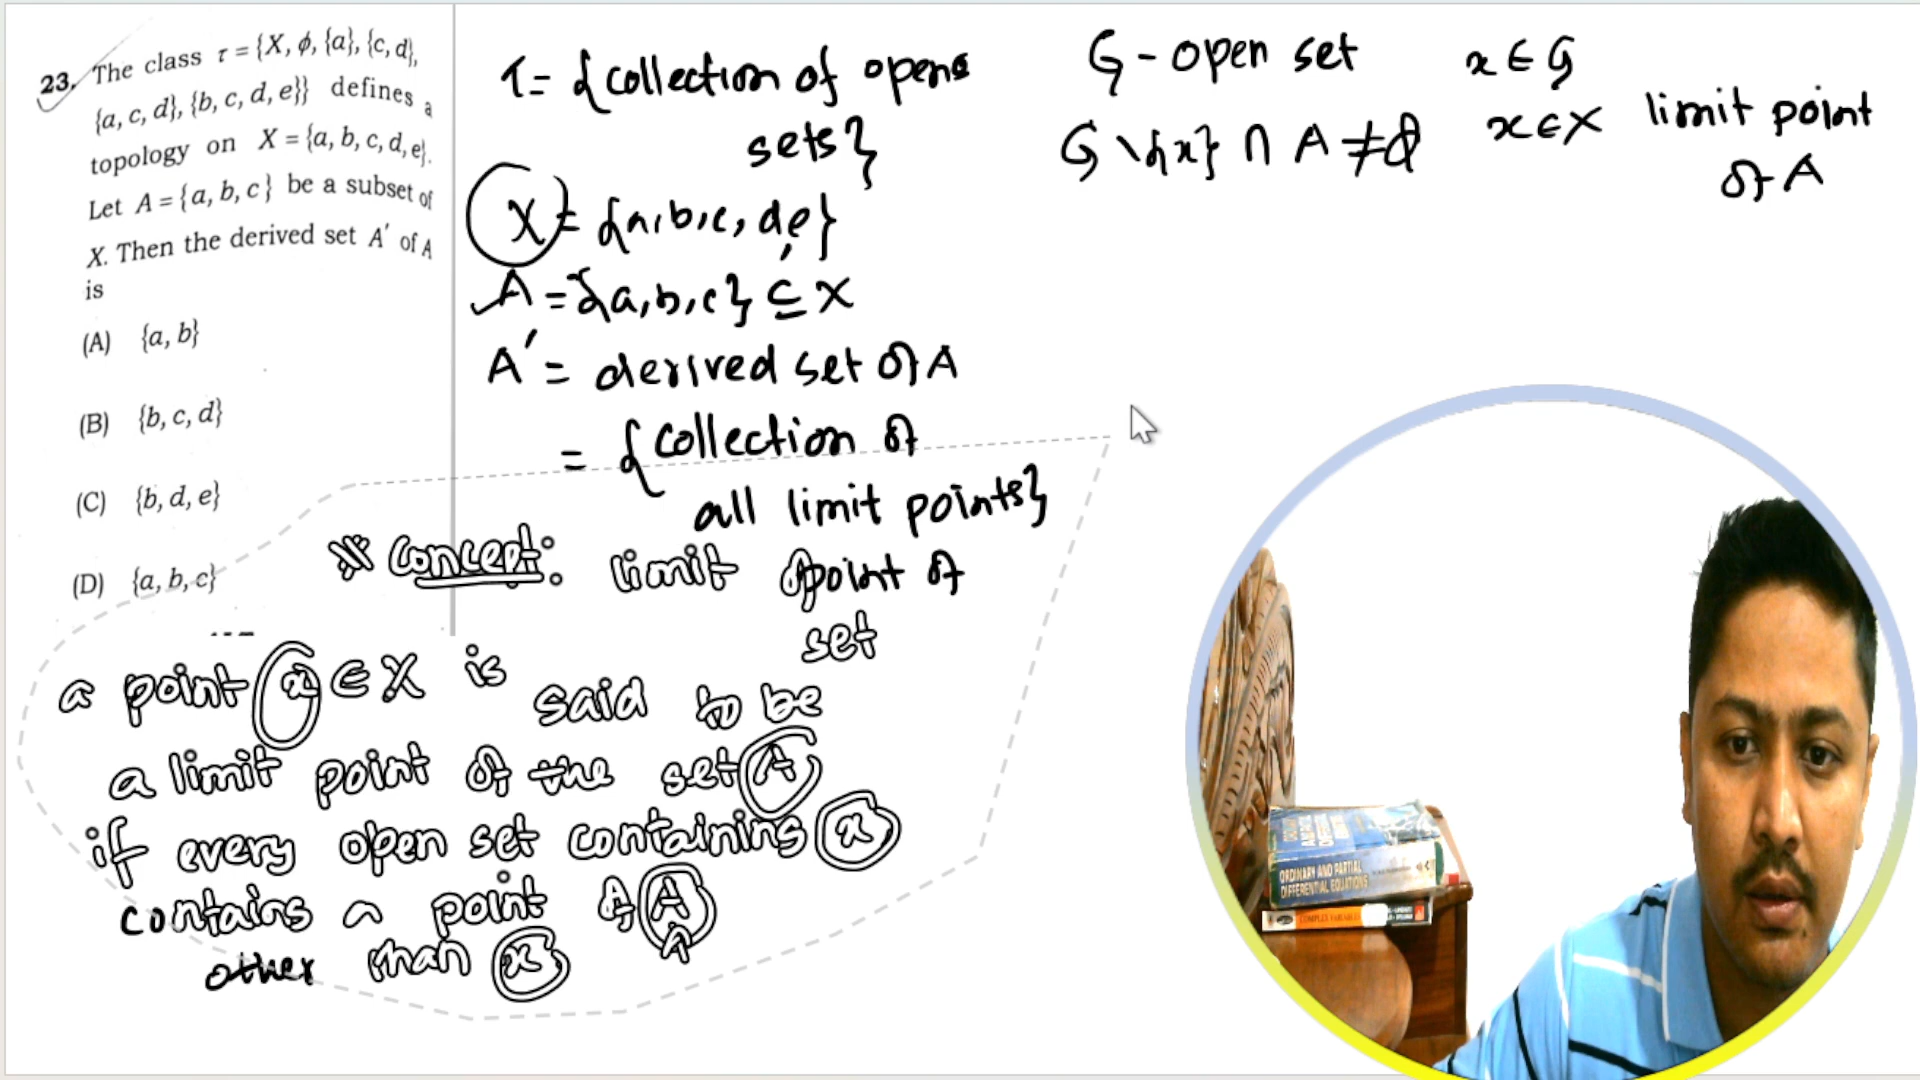 23. The class τ = {X, ϕ, {a}, {c, d},
{a, c, d}, {b, c, d, e}} defines a
topology on X = {a, b, c, d, e}.
Let A = {a, b, c} be a subset of
X. Then the derived set A′ of A
is
(A) {a, b}
(B) {b, c, d}
(C) {b, d, e}
(D) {a, b, c}
τ = {collection of open
sets}
X = {a, b, c, d, e}
A = {a, b, c} ⊆ X
A′ = derived set of A
= {collection of
all limit points}
G - open set
x ∈ G
G \ {x} ∩ A ≠ ϕ
x ∈ X limit point
of A
Concept: limit point of
set
a point x ∈ X is said to be
a limit point of the set A
if every open set containing x
contains a point of A
other than x
ORDINARY AND PARTIAL
DIFFERENTIAL EQUATIONS
COMPLEX VARIABLES